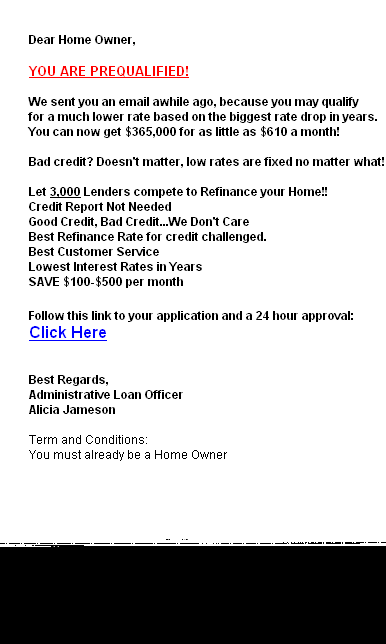 Dear Home Owner,
YOU ARE PREQUALIFIED!
We sent you an email awhile ago, because you may qualify
for a much lower rate based on the biggest rate drop in years.
You can now get $365,000 for as little as $610 a month!
Bad credit? Doesn't matter, low rates are fixed no matter what!
Let 3,000 Lenders compete to Refinance your Home!!
Credit Report Not Needed
Good Credit, Bad Credit...We Don't Care
Best Refinance Rate for credit challenged.
Best Customer Service
Lowest Interest Rates in Years
SAVE $100-$500 per month
Follow this link to your application and a 24 hour approval:
Click Here
Best Regards,
Administrative Loan Officer
Alicia Jameson
Term and Conditions:
You must already be a Home Owner